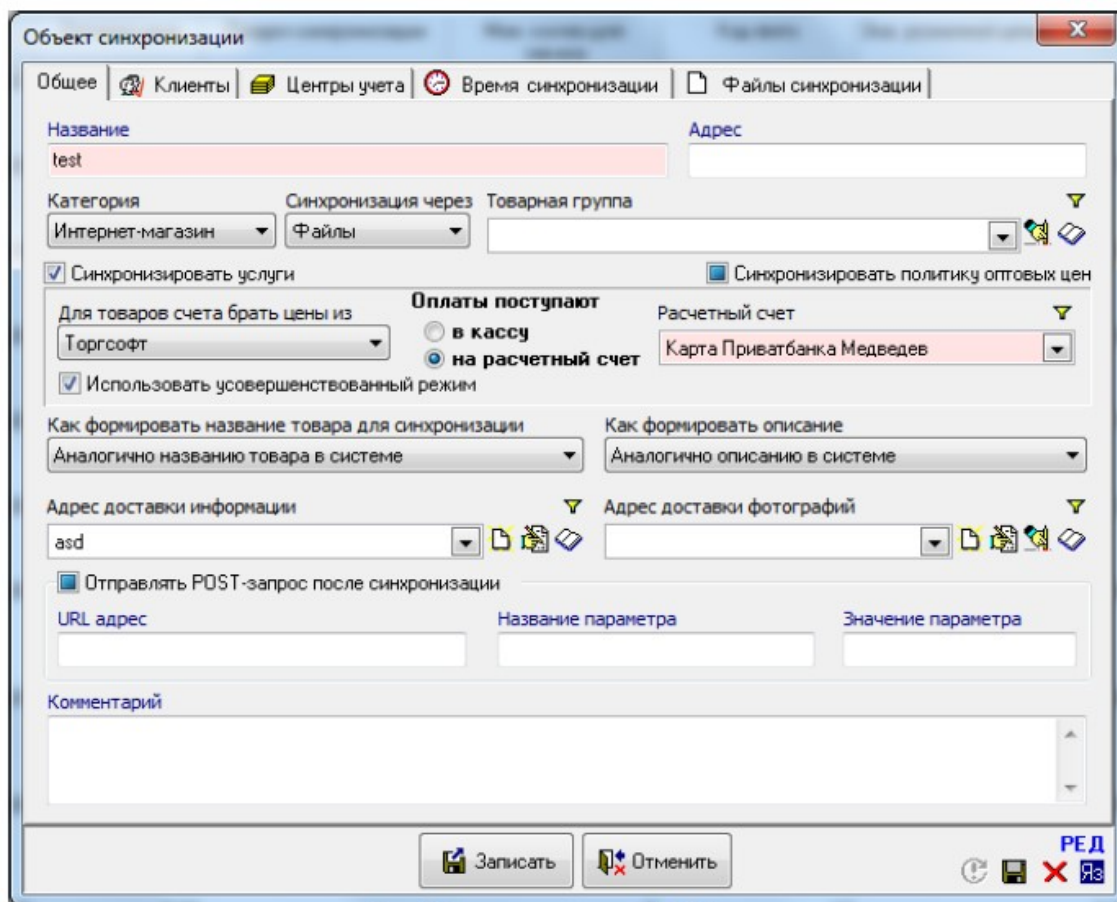 Объект синхронизации
Общее Клиенты Центры учета Время синхронизации Файлы синхронизации
Название Адрес
test
Категория Синхронизация через Товарная группа
Интернет-магазин Файлы
Синхронизировать услуги Синхронизировать политику оптовых цен
Для товаров счета брать цены из Оплаты поступают Расчетный счет
Торгсофт в кассу Карта Приватбанка Медведев
на расчетный счет
Использовать усовершенствованный режим
Как формировать название товара для синхронизации Как формировать описание
Аналогично названию товара в системе Аналогично описанию в системе
Адрес доставки информации Адрес доставки фотографий
asd
Отправлять POST-запрос после синхронизации
URL адрес Название параметра Значение параметра
Комментарий
РЕД
Записать Отменить
Яз